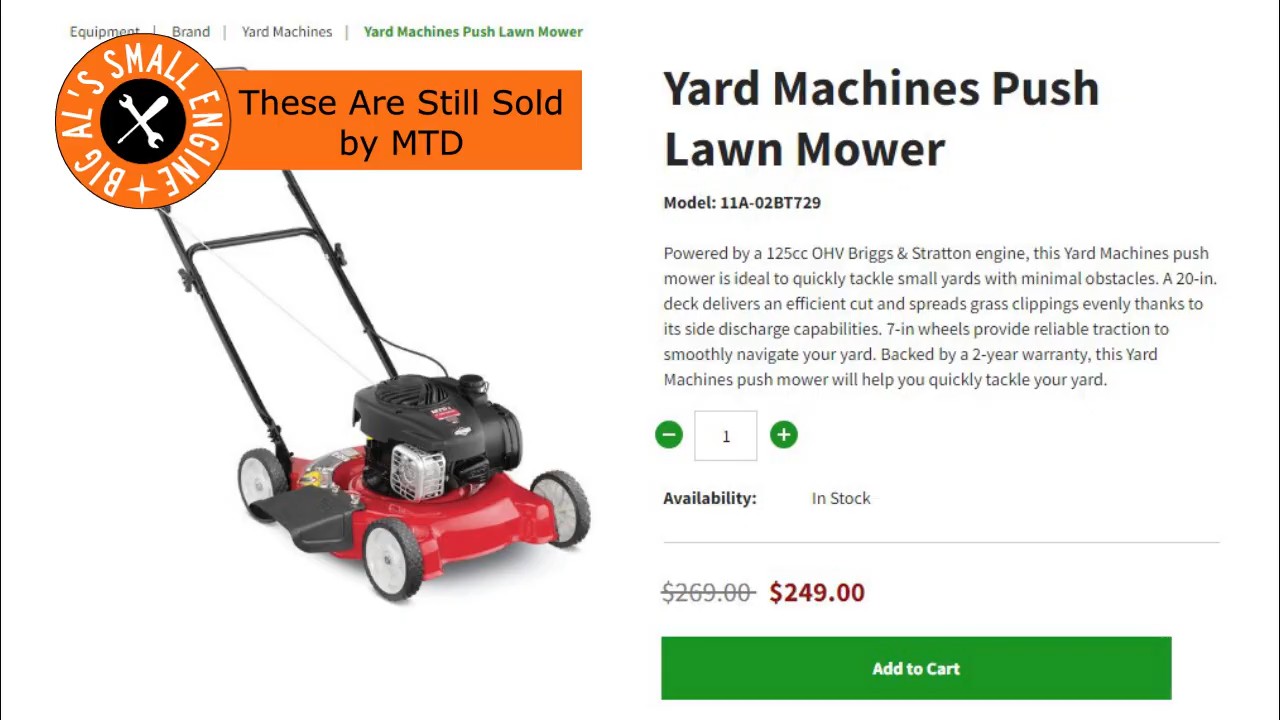 Equipment | Brand | Yard Machines | Yard Machines Push Lawn Mower
BIG AL'S SMALL ENGINE
These Are Still Sold
by MTD
Yard Machines Push
Lawn Mower
Model: 11A-02BT729
Powered by a 125cc OHV Briggs & Stratton engine, this Yard Machines push
mower is ideal to quickly tackle small yards with minimal obstacles. A 20-in.
deck delivers an efficient cut and spreads grass clippings evenly thanks to
its side discharge capabilities. 7-in wheels provide reliable traction to
smoothly navigate your yard. Backed by a 2-year warranty, this Yard
Machines push mower will help you quickly tackle your yard.
1
Availability: In Stock
$269.00 $249.00
Add to Cart